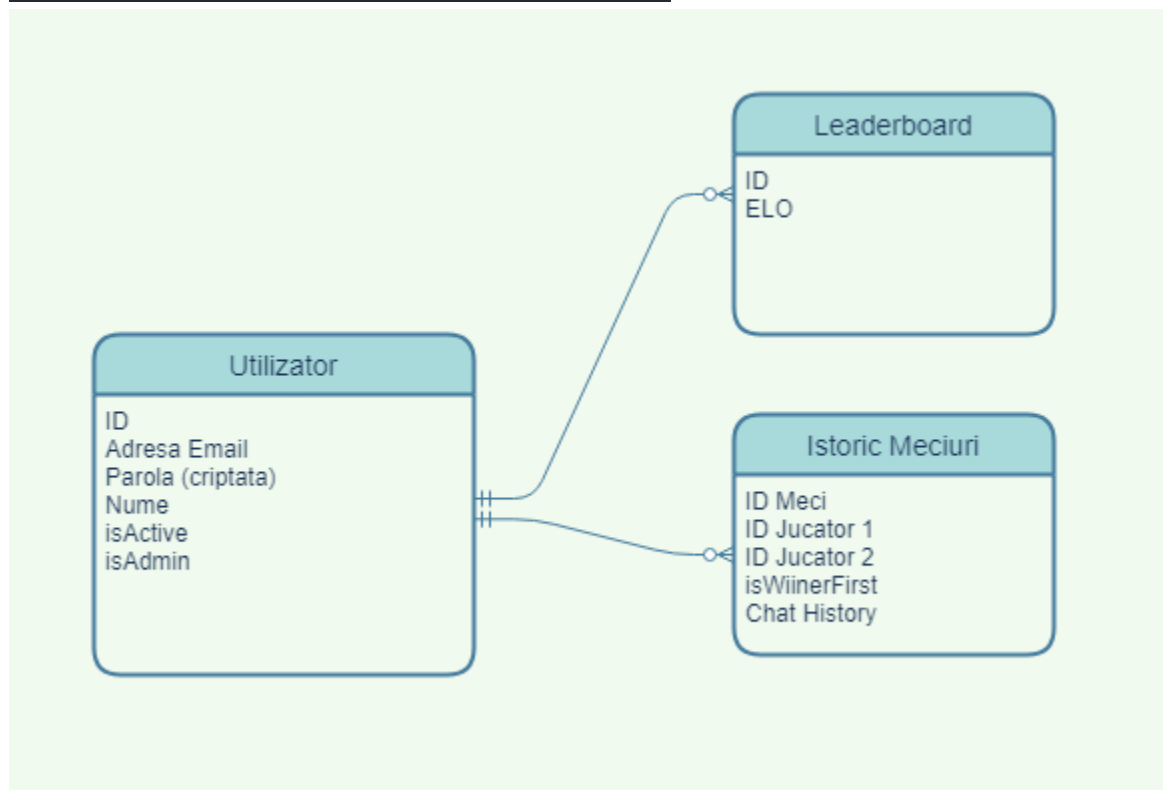 Leaderboard
ID
ELO
Utilizator
ID
Adresa Email
Parola (criptata)
Nume
isActive
isAdmin
Istoric Meciuri
ID Meci
ID Jucator 1
ID Jucator 2
isWiinerFirst
Chat History